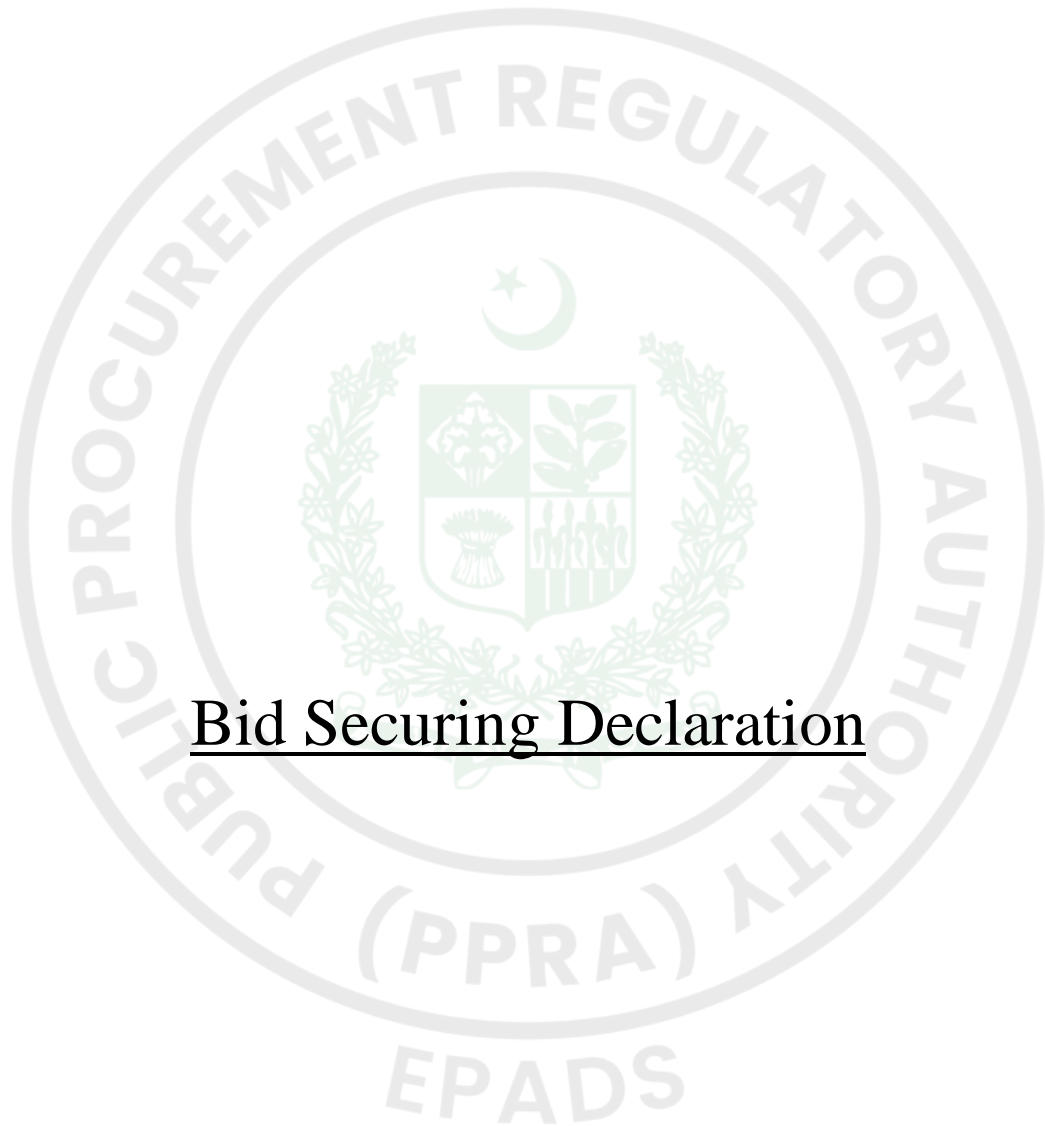 PUBLIC PROCUREMENT REGULATORY AUTHORITY
Bid Securing Declaration
(PPRA)
EPADS